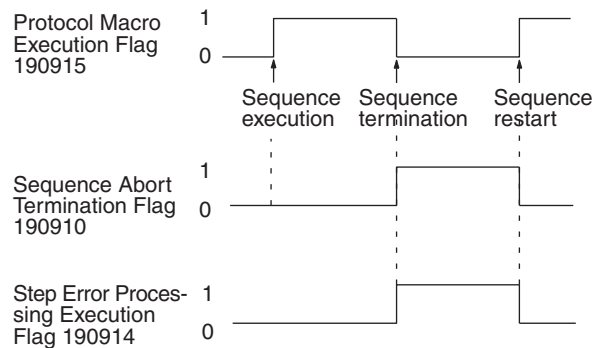 Protocol Macro
Execution Flag
190915
1
0
Sequence execution
Sequence termination
Sequence restart
Sequence Abort
Termination Flag
190910
1
0
Step Error Proces-
sing Execution
Flag 190914
1
0